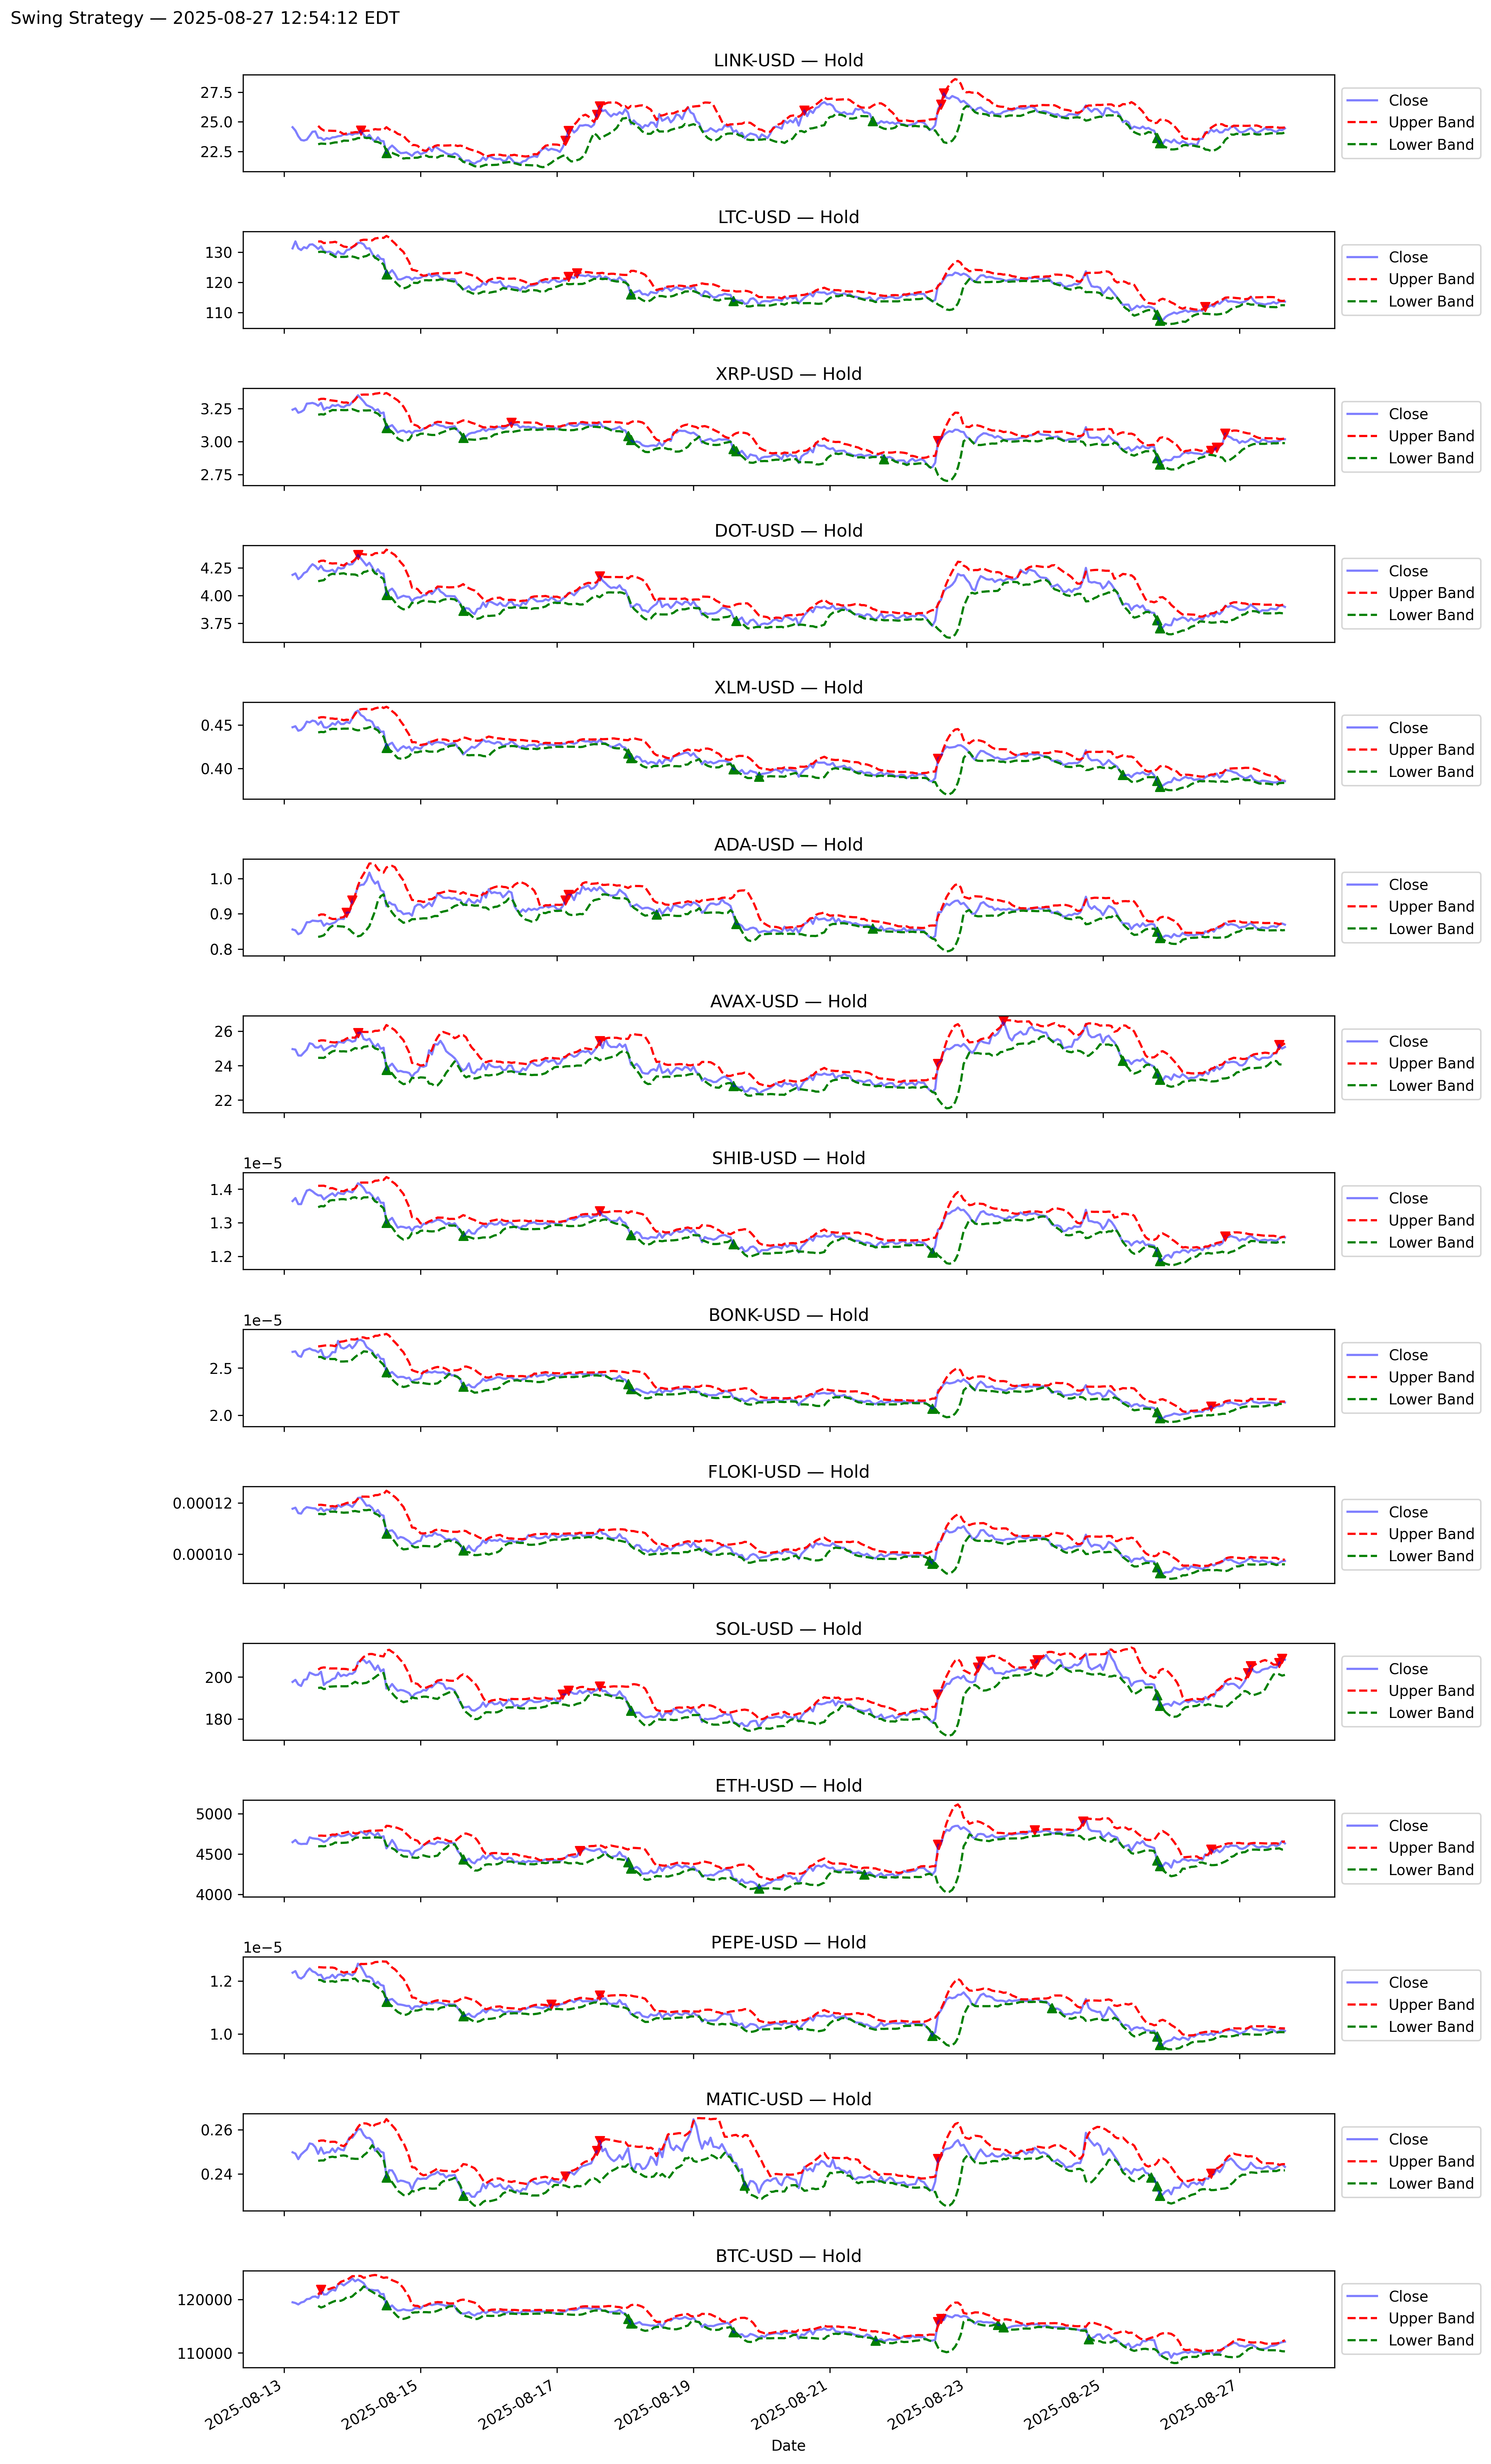 Swing Strategy — 2025-08-27 12:54:12 EDT
LINK-USD — Hold
27.5
25.0
22.5
Close
Upper Band
Lower Band
LTC-USD — Hold
130
120
110
Close
Upper Band
Lower Band
XRP-USD — Hold
3.25
3.00
2.75
Close
Upper Band
Lower Band
DOT-USD — Hold
4.25
4.00
3.75
Close
Upper Band
Lower Band
XLM-USD — Hold
0.45
0.40
Close
Upper Band
Lower Band
ADA-USD — Hold
1.0
0.9
0.8
Close
Upper Band
Lower Band
AVAX-USD — Hold
26
24
22
Close
Upper Band
Lower Band
SHIB-USD — Hold
1e−5
1.4
1.3
1.2
Close
Upper Band
Lower Band
BONK-USD — Hold
1e−5
2.5
2.0
Close
Upper Band
Lower Band
FLOKI-USD — Hold
0.00012
0.00010
Close
Upper Band
Lower Band
SOL-USD — Hold
200
180
Close
Upper Band
Lower Band
ETH-USD — Hold
5000
4500
4000
Close
Upper Band
Lower Band
PEPE-USD — Hold
1e−5
1.2
1.0
Close
Upper Band
Lower Band
MATIC-USD — Hold
0.26
0.24
Close
Upper Band
Lower Band
BTC-USD — Hold
120000
110000
Close
Upper Band
Lower Band
2025-08-13
2025-08-15
2025-08-17
2025-08-19
2025-08-21
2025-08-23
2025-08-25
2025-08-27
Date